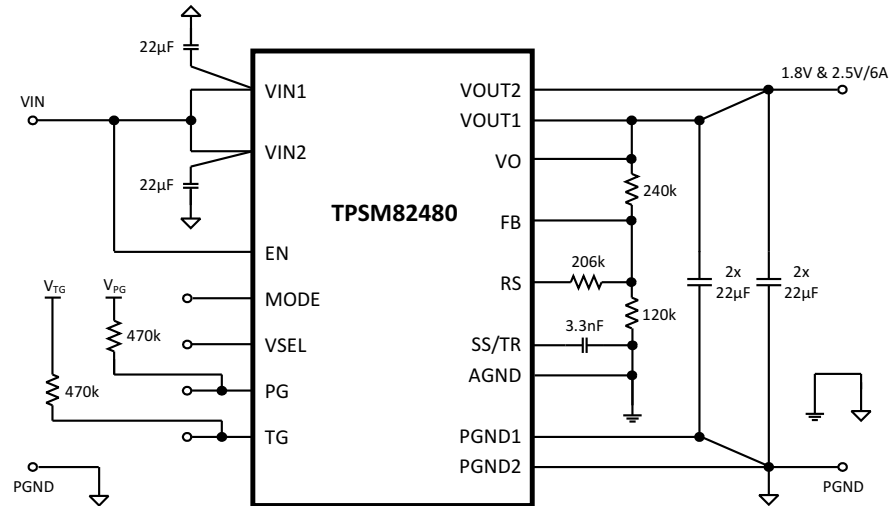 22µF
1.8V & 2.5V/6A
VIN1
VOUT2
VIN
VOUT1
VIN2
VO
22µF
240k
TPSM82480
FB
EN
206k
RS
2x
22µF
2x
22µF
VTG
VPG
MODE
3.3nF
120k
470k
VSEL
SS/TR
470k
PG
AGND
TG
PGND1
PGND2
PGND
PGND